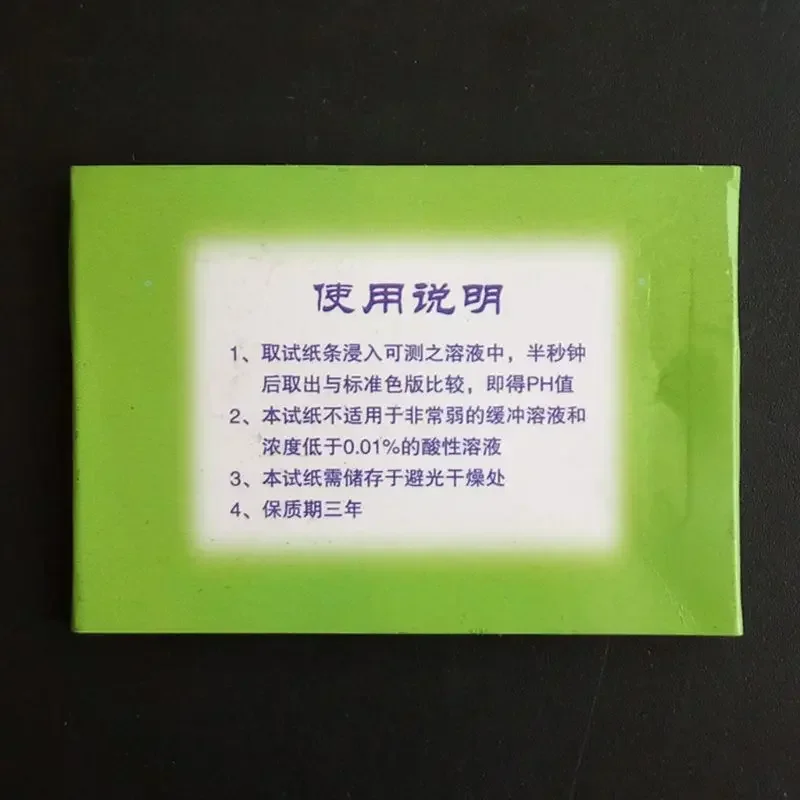 使用说明
1、取试纸条浸入可测之溶液中，半秒钟
后取出与标准色版比较，即得PH值
2、本试纸不适用于非常弱的缓冲溶液和
浓度低于0.01%的酸性溶液
3、本试纸需储存于避光干燥处
4、保质期三年